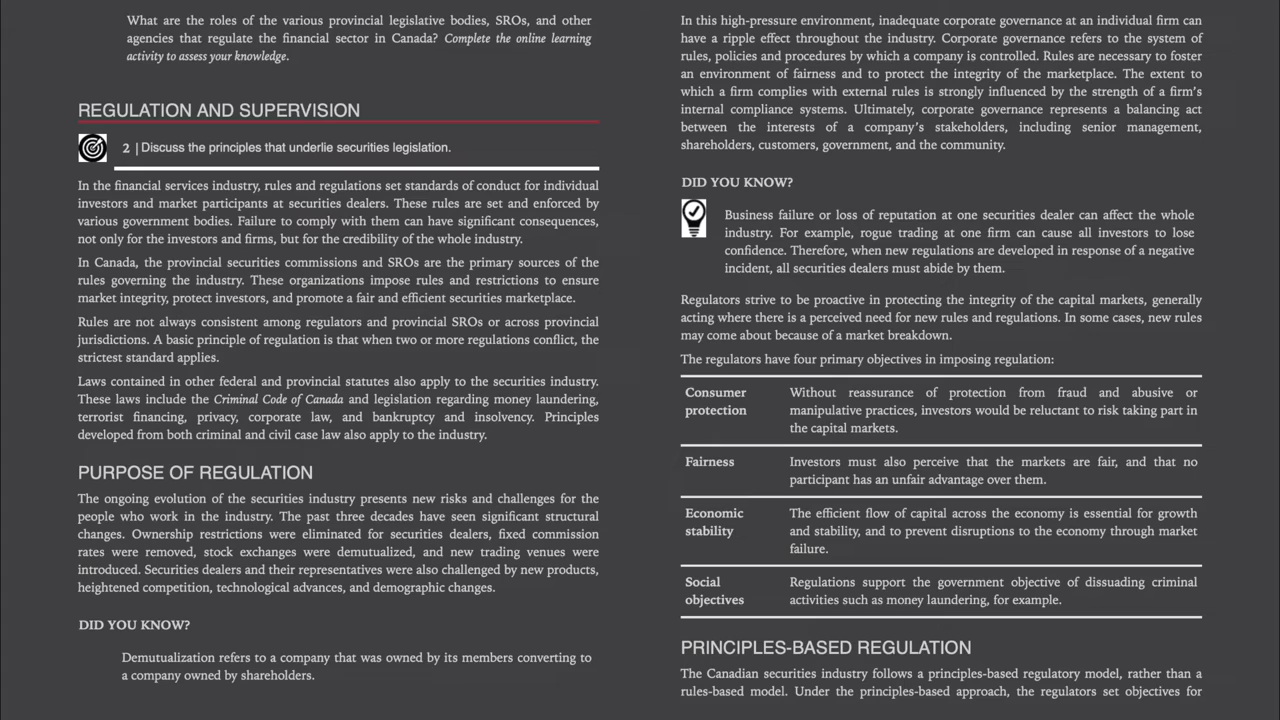 What are the roles of the various provincial legislative bodies, SROs, and other
agencies that regulate the financial sector in Canada? Complete the online learning
activity to assess your knowledge.
REGULATION AND SUPERVISION
2 | Discuss the principles that underlie securities legislation.
In the financial services industry, rules and regulations set standards of conduct for individual
investors and market participants at securities dealers. These rules are set and enforced by
various government bodies. Failure to comply with them can have significant consequences,
not only for the investors and firms, but for the credibility of the whole industry.
In Canada, the provincial securities commissions and SROs are the primary sources of the
rules governing the industry. These organizations impose rules and restrictions to ensure
market integrity, protect investors, and promote a fair and efficient securities marketplace.
Rules are not always consistent among regulators and provincial SROs or across provincial
jurisdictions. A basic principle of regulation is that when two or more regulations conflict, the
strictest standard applies.
Laws contained in other federal and provincial statutes also apply to the securities industry.
These laws include the Criminal Code of Canada and legislation regarding money laundering,
terrorist financing, privacy, corporate law, and bankruptcy and insolvency. Principles
developed from both criminal and civil case law also apply to the industry.
PURPOSE OF REGULATION
The ongoing evolution of the securities industry presents new risks and challenges for the
people who work in the industry. The past three decades have seen significant structural
changes. Ownership restrictions were eliminated for securities dealers, fixed commission
rates were removed, stock exchanges were demutualized, and new trading venues were
introduced. Securities dealers and their representatives were also challenged by new products,
heightened competition, technological advances, and demographic changes.
DID YOU KNOW?
Demutualization refers to a company that was owned by its members converting to
a company owned by shareholders.
In this high-pressure environment, inadequate corporate governance at an individual firm can
have a ripple effect throughout the industry. Corporate governance refers to the system of
rules, policies and procedures by which a company is controlled. Rules are necessary to foster
an environment of fairness and to protect the integrity of the marketplace. The extent to
which a firm complies with external rules is strongly influenced by the strength of a firm's
internal compliance systems. Ultimately, corporate governance represents a balancing act
between the interests of a company's stakeholders, including senior management,
shareholders, customers, government, and the community.
DID YOU KNOW?
Business failure or loss of reputation at one securities dealer can affect the whole
industry. For example, rogue trading at one firm can cause all investors to lose
confidence. Therefore, when new regulations are developed in response of a negative
incident, all securities dealers must abide by them.
Regulators strive to be proactive in protecting the integrity of the capital markets, generally
acting where there is a perceived need for new rules and regulations. In some cases, new rules
may come about because of a market breakdown.
The regulators have four primary objectives in imposing regulation:
Consumer protection
Without reassurance of protection from fraud and abusive or
manipulative practices, investors would be reluctant to risk taking part in
the capital markets.
Fairness
Investors must also perceive that the markets are fair, and that no
participant has an unfair advantage over them.
Economic stability
The efficient flow of capital across the economy is essential for growth
and stability, and to prevent disruptions to the economy through market
failure.
Social objectives
Regulations support the government objective of dissuading criminal
activities such as money laundering, for example.
PRINCIPLES-BASED REGULATION
The Canadian securities industry follows a principles-based regulatory model, rather than a
rules-based model. Under the principles-based approach, the regulators set objectives for